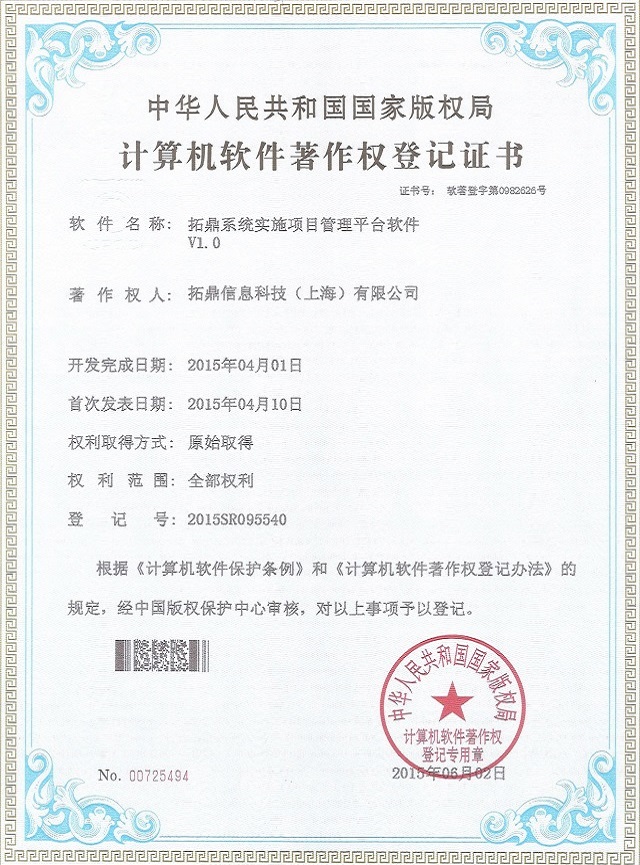 中华人民共和国国家版权局
计算机软件著作权登记证书
证书号： 软著登字第0982626号
软件名称： 拓鼎系统实施项目管理平台软件
V1.0
著作权人： 拓鼎信息科技（上海）有限公司
开发完成日期： 2015年04月01日
首次发表日期： 2015年04月10日
权利取得方式： 原始取得
权利范围： 全部权利
登记号： 2015SR095540
根据《计算机软件保护条例》和《计算机软件著作权登记办法》的
规定，经中国版权保护中心审核，对以上事项予以登记。
中华人民共和国国家版权局
计算机软件著作权
登记专用章
No. 00725494
2015年06月02日